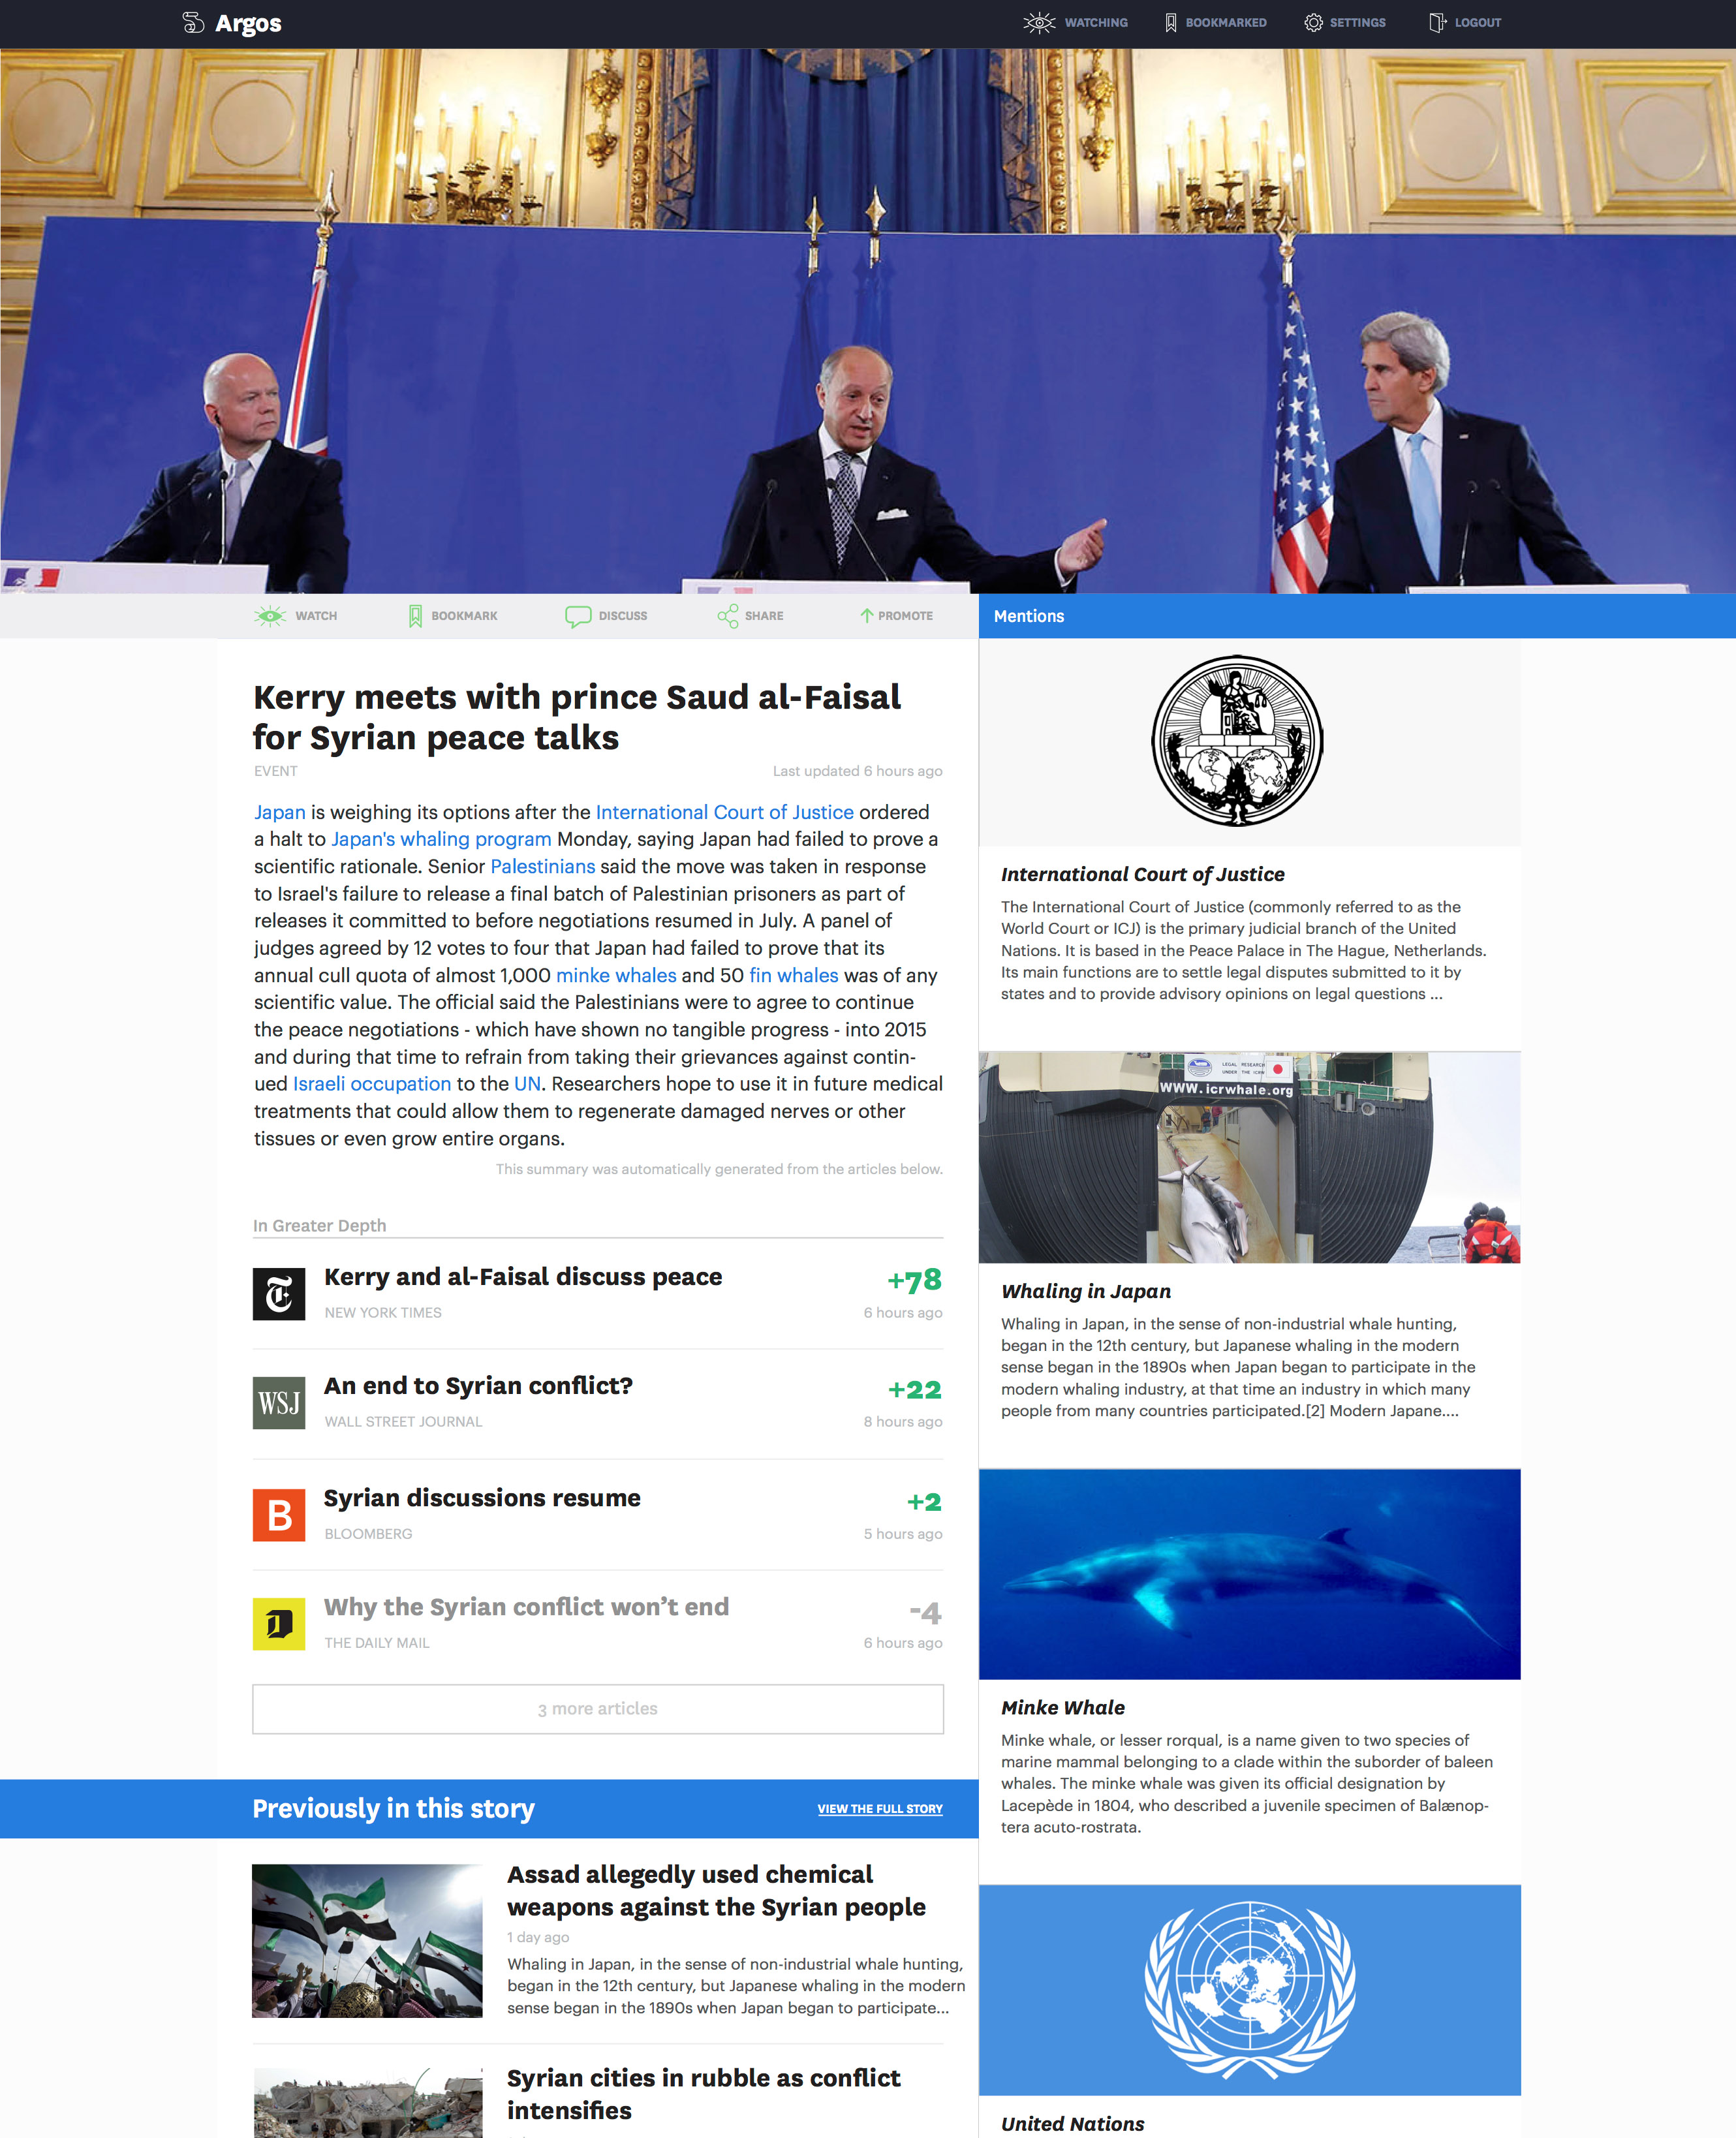 Argos
WATCHING
BOOKMARKED
SETTINGS
LOGOUT
WATCH
BOOKMARK
DISCUSS
SHARE
PROMOTE
Kerry meets with prince Saud al-Faisal
for Syrian peace talks
EVENT
Last updated 6 hours ago
Japan is weighing its options after the International Court of Justice ordered
a halt to Japan's whaling program Monday, saying Japan had failed to prove a
scientific rationale. Senior Palestinians said the move was taken in response
to Israel's failure to release a final batch of Palestinian prisoners as part of
releases it committed to before negotiations resumed in July. A panel of
judges agreed by 12 votes to four that Japan had failed to prove that its
annual cull quota of almost 1,000 minke whales and 50 fin whales was of any
scientific value. The official said the Palestinians were to agree to continue
the peace negotiations - which have shown no tangible progress - into 2015
and during that time to refrain from taking their grievances against contin-
ued Israeli occupation to the UN. Researchers hope to use it in future medical
treatments that could allow them to regenerate damaged nerves or other
tissues or even grow entire organs.
This summary was automatically generated from the articles below.
In Greater Depth
Kerry and al-Faisal discuss peace
+78
NEW YORK TIMES
6 hours ago
WSJ
An end to Syrian conflict?
+22
WALL STREET JOURNAL
8 hours ago
B
Syrian discussions resume
+2
BLOOMBERG
5 hours ago
Why the Syrian conflict won't end
-4
THE DAILY MAIL
6 hours ago
3 more articles
Previously in this story
VIEW THE FULL STORY
Assad allegedly used chemical
weapons against the Syrian people
1 day ago
Whaling in Japan, in the sense of non-industrial whale hunting,
began in the 12th century, but Japanese whaling in the modern
sense began in the 1890s when Japan began to participate...
Syrian cities in rubble as conflict
intensifies
Mentions
International Court of Justice
The International Court of Justice (commonly referred to as the
World Court or ICJ) is the primary judicial branch of the United
Nations. It is based in the Peace Palace in The Hague, Netherlands.
Its main functions are to settle legal disputes submitted to it by
states and to provide advisory opinions on legal questions ...
LEGAL RESEARCH
UNDER THE ICRW
WWW.icrwhale.org
Whaling in Japan
Whaling in Japan, in the sense of non-industrial whale hunting,
began in the 12th century, but Japanese whaling in the modern
sense began in the 1890s when Japan began to participate in the
modern whaling industry, at that time an industry in which many
people from many countries participated.[2] Modern Japane....
Minke Whale
Minke whale, or lesser rorqual, is a name given to two species of
marine mammal belonging to a clade within the suborder of baleen
whales. The minke whale was given its official designation by
Lacepède in 1804, who described a juvenile specimen of Balænop-
tera acuto-rostrata.
United Nations